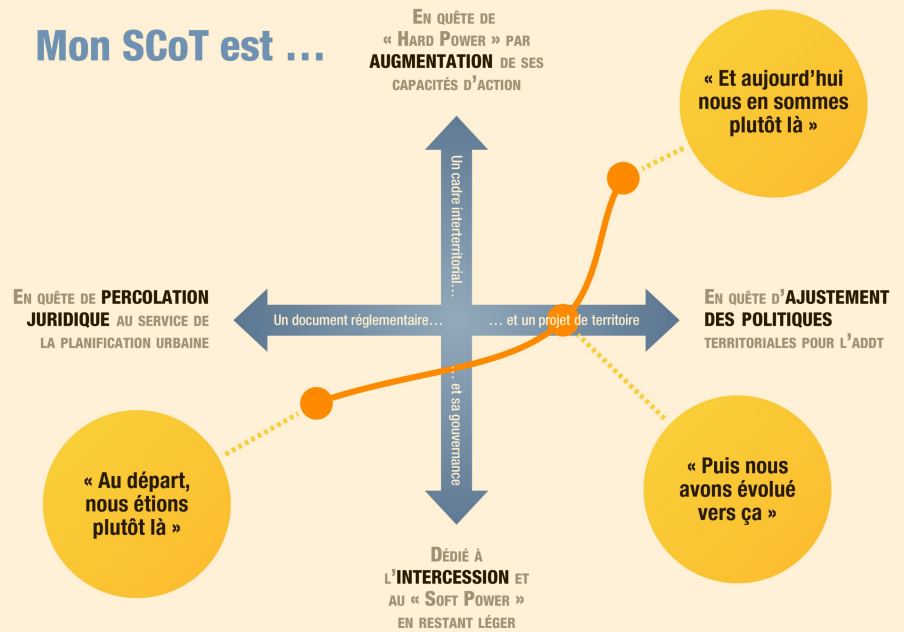 Mon SCoT est …
En quête de
« Hard Power » par
augmentation de ses
capacités d'action
« Et aujourd'hui
nous en sommes
plutôt là »
Un cadre interterritorial…
En quête de percolation
juridique au service de
la planification urbaine
Un document réglementaire…
… et un projet de territoire
En quête d'ajustement
des politiques
territoriales pour l'ADDT
… et sa gouvernance
« Au départ,
nous étions
plutôt là »
« Puis nous
avons évolué
vers ça »
Dédié à
l'intercession et
au « Soft Power »
en restant léger